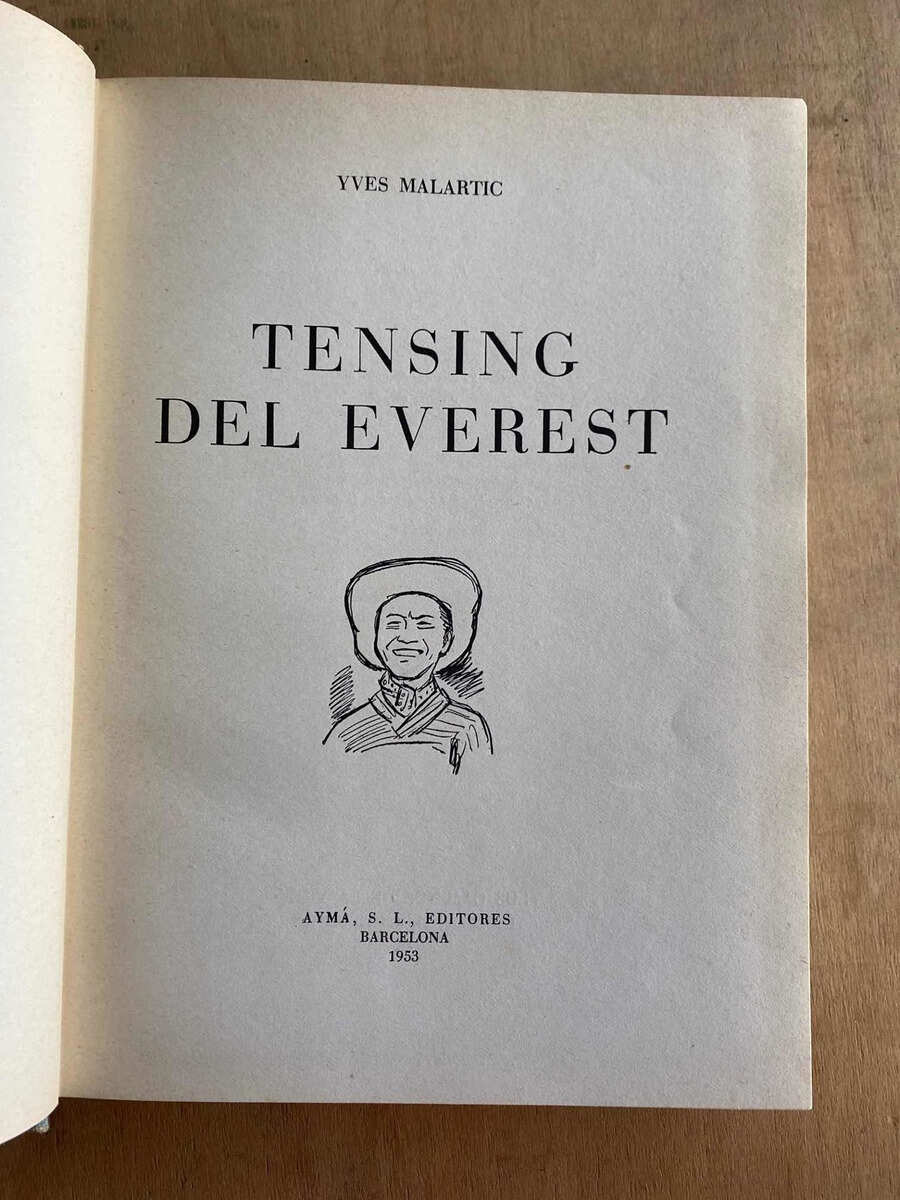 YVES MALARTIC
TENSING
DEL EVEREST
AYMÁ, S. L., EDITORES
BARCELONA
1953